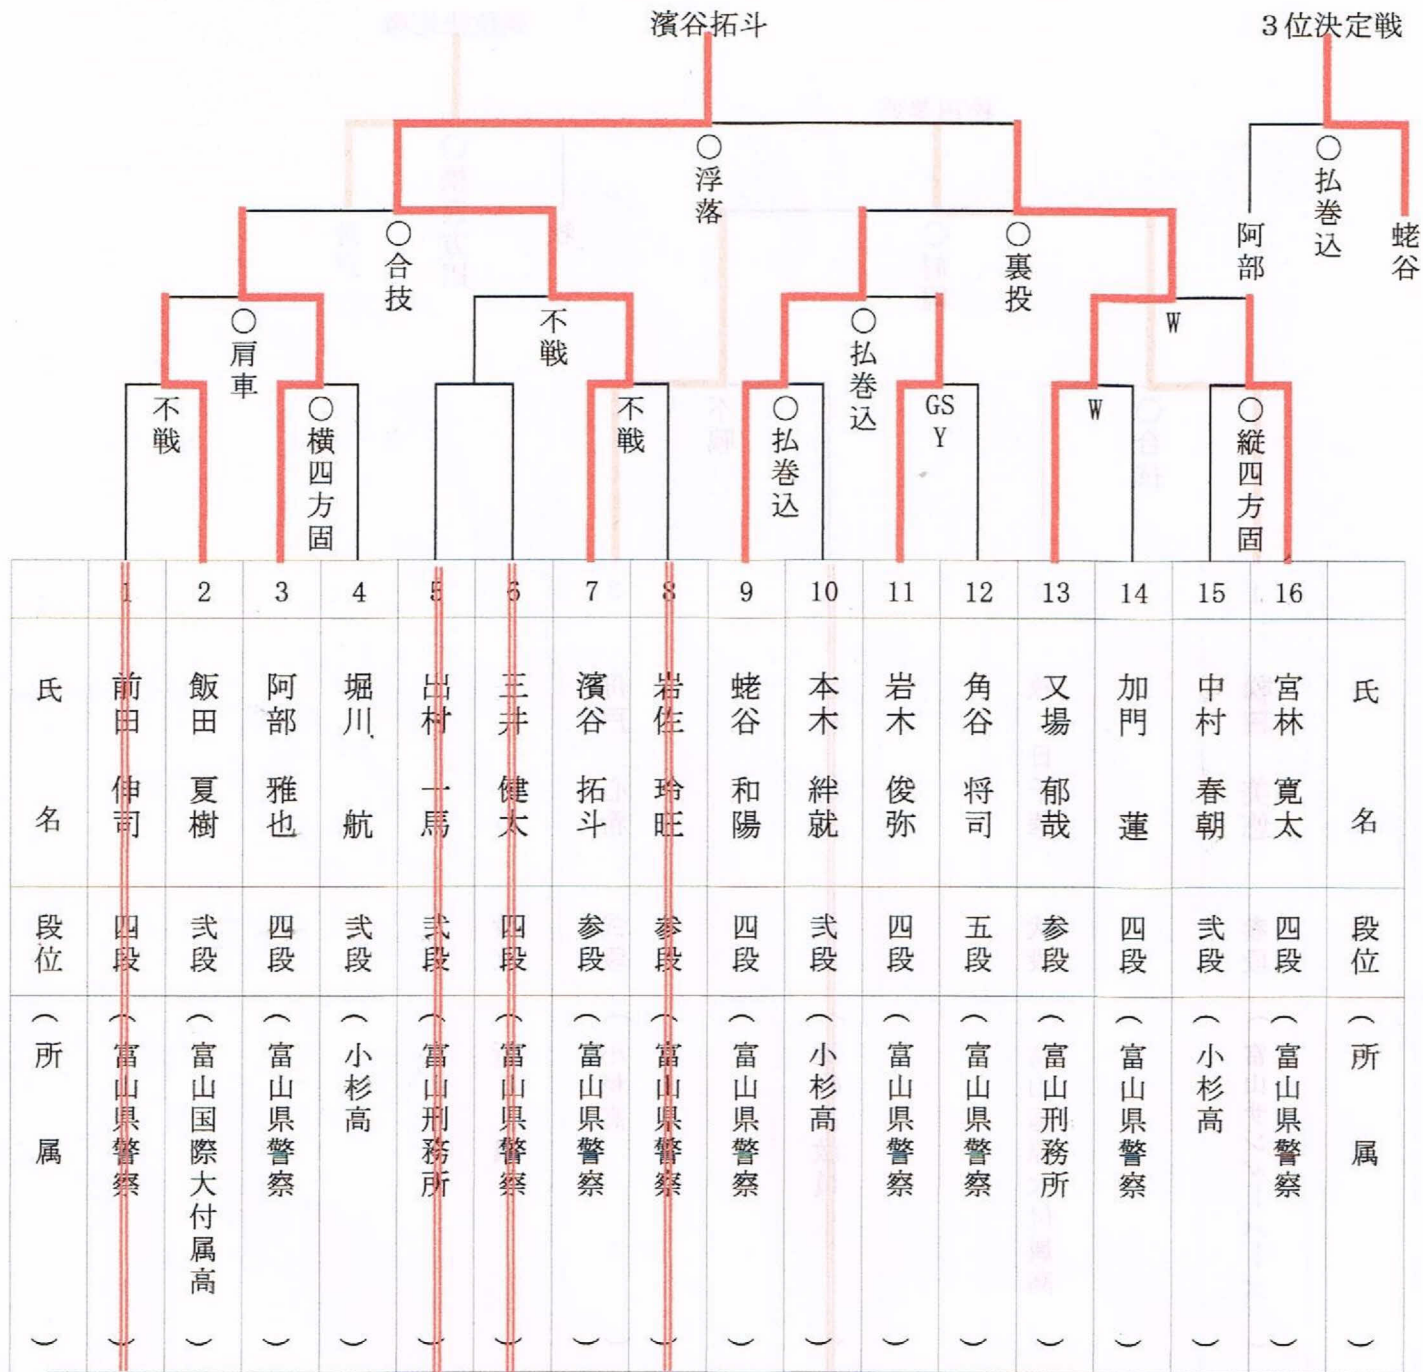 濱谷拓斗
3位決定戦
○浮落
○払巻込
阿部
蛯谷
○合技
○裏投
○肩車
不戦
○払巻込
W
不戦
○横四方固
不戦
○払巻込
GS
Y
W
○縦四方固
1 2 3 4 5 6 7 8 9 10 11 12 13 14 15 16
氏名 段位 (所属)
前田 伸司 四段 (富山県警察)
飯田 夏樹 弐段 (富山国際大付属高)
阿部 雅也 四段 (富山県警察)
堀川 航 弐段 (小杉高)
出村 一馬 弐段 (富山刑務所)
三井 健太 四段 (富山県警察)
濱谷 拓斗 参段 (富山県警察)
岩佐 玲旺 参段 (富山県警察)
蛯谷 和陽 四段 (富山県警察)
本木 絆就 弐段 (小杉高)
岩木 俊弥 四段 (富山県警察)
角谷 将司 五段 (富山県警察)
又場 郁哉 参段 (富山刑務所)
加門 蓮 四段 (富山県警察)
中村 春朝 弐段 (小杉高)
宮林 寛太 四段 (富山県警察)
氏名 段位 (所属)